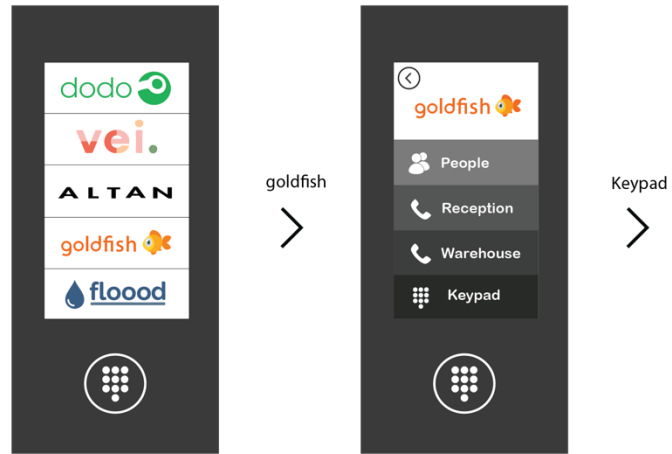 dodo
vei.
ALTAN
goldfish
floood
goldfish
goldfish
People
Reception
Warehouse
Keypad
Keypad